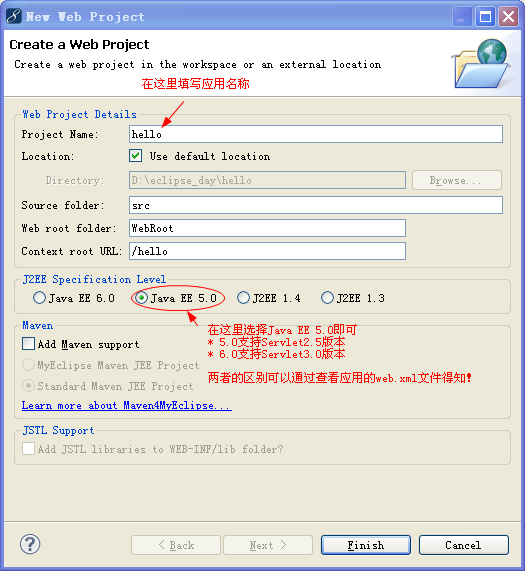 New Web Project
Create a Web Project
Create a web project in the workspace or an external location
在这里填写应用名称
Web Project Details
Project Name: hello
Location: Use default location
Directory: D:\eclipse_day\hello Browse...
Source folder: src
Web root folder: WebRoot
Context root URL: /hello
J2EE Specification Level
Java EE 6.0 Java EE 5.0 J2EE 1.4 J2EE 1.3
在这里选择Java EE 5.0即可
* 5.0支持Servlet2.5版本
* 6.0支持Servlet3.0版本
两者的区别可以通过查看应用的web.xml文件得知!
Maven
Add Maven support
MyEclipse Maven JEE Project
Standard Maven JEE Project
Learn more about Maven4MyEclipse...
JSTL Support
Add JSTL libraries to WEB-INF/lib folder?
? < Back Next > Finish Cancel